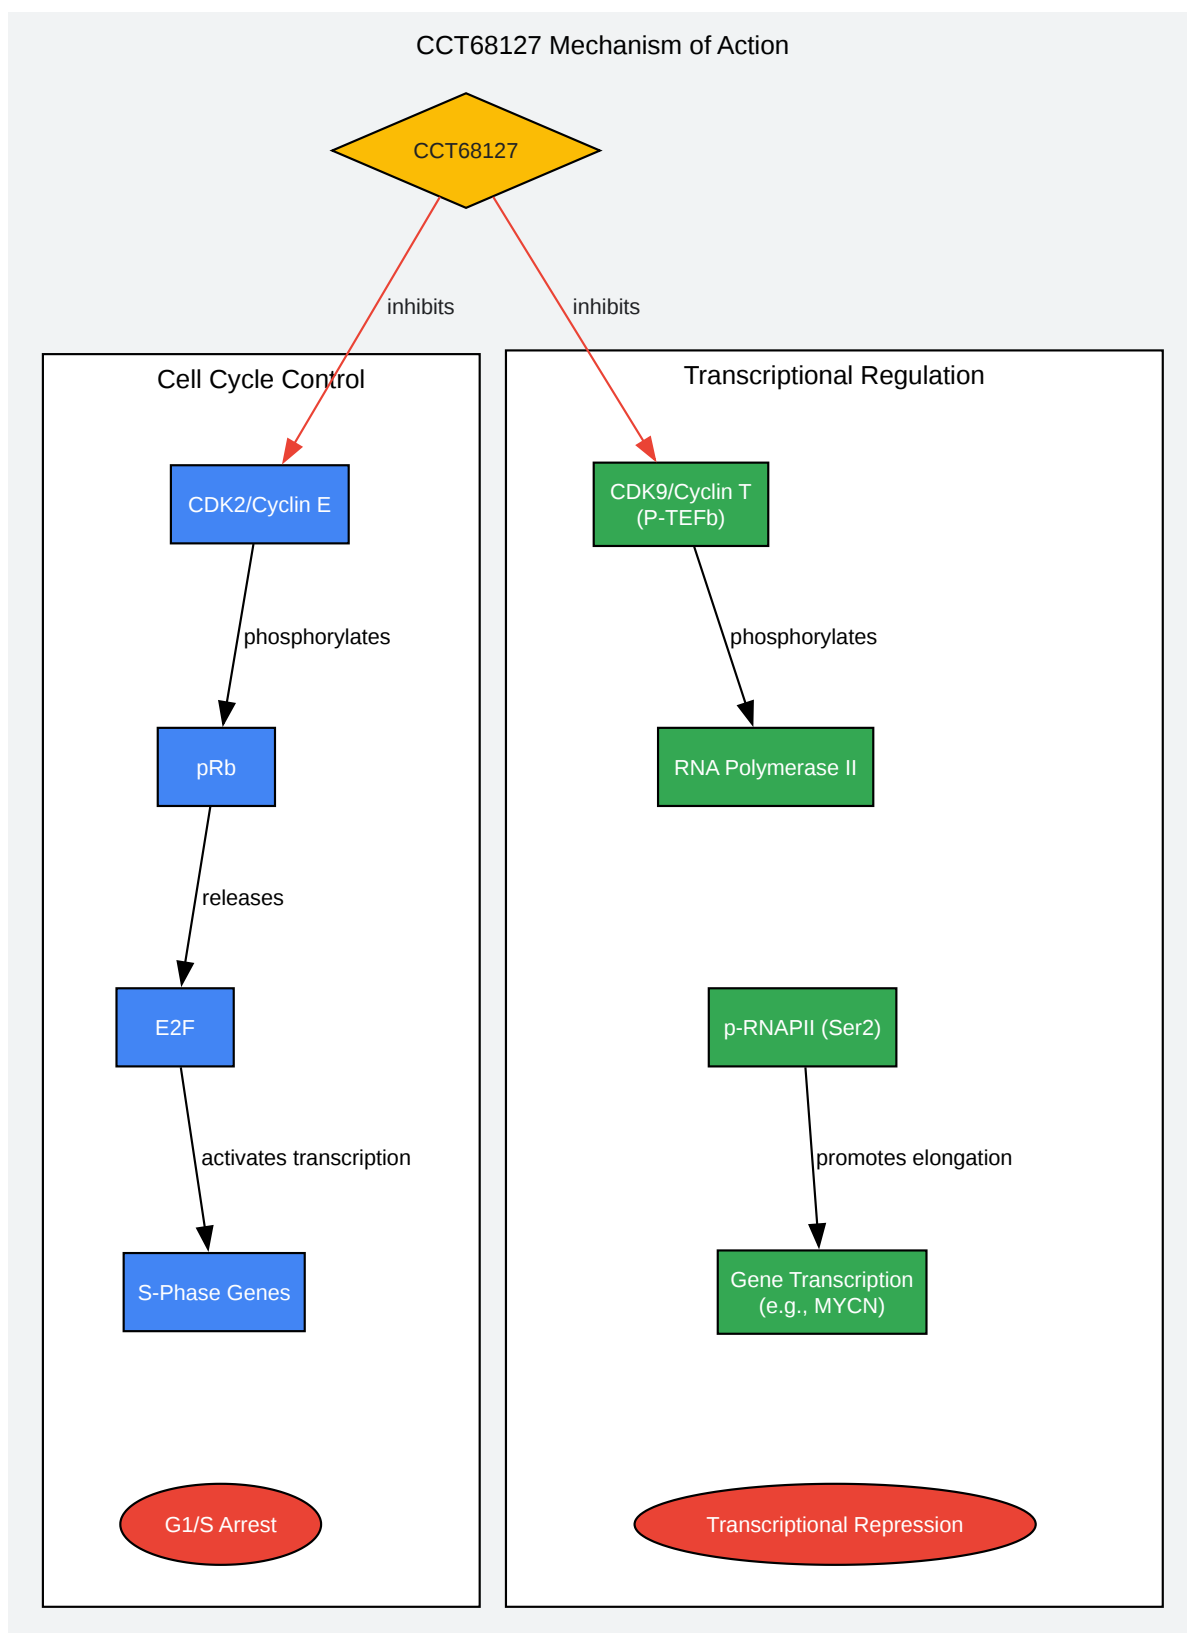 CCT68127 Mechanism of Action
CCT68127
inhibits
inhibits
Cell Cycle Control
CDK2/Cyclin E
phosphorylates
pRb
releases
E2F
activates transcription
S-Phase Genes
G1/S Arrest
Transcriptional Regulation
CDK9/Cyclin T
(P-TEFb)
phosphorylates
RNA Polymerase II
p-RNAPII (Ser2)
promotes elongation
Gene Transcription
(e.g., MYCN)
Transcriptional Repression